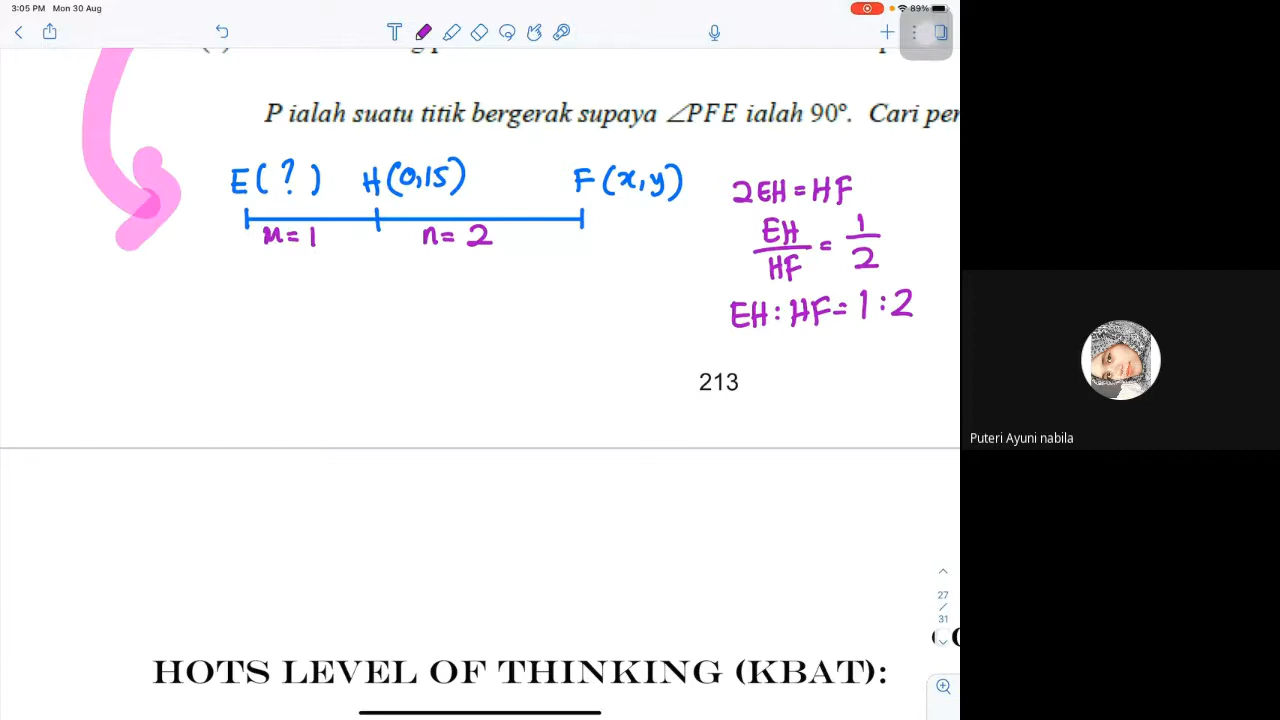 3:05 PM Mon 30 Aug
89%
P ialah suatu titik bergerak supaya ∠PFE ialah 90°. Cari
E( ? ) H(0,15) F(x,y)
m=1 n=2
2EH=HF
EH/HF = 1/2
EH:HF=1:2
213
Puteri Ayuni nabila
27
/
31
HOTS LEVEL OF THINKING (KBAT):